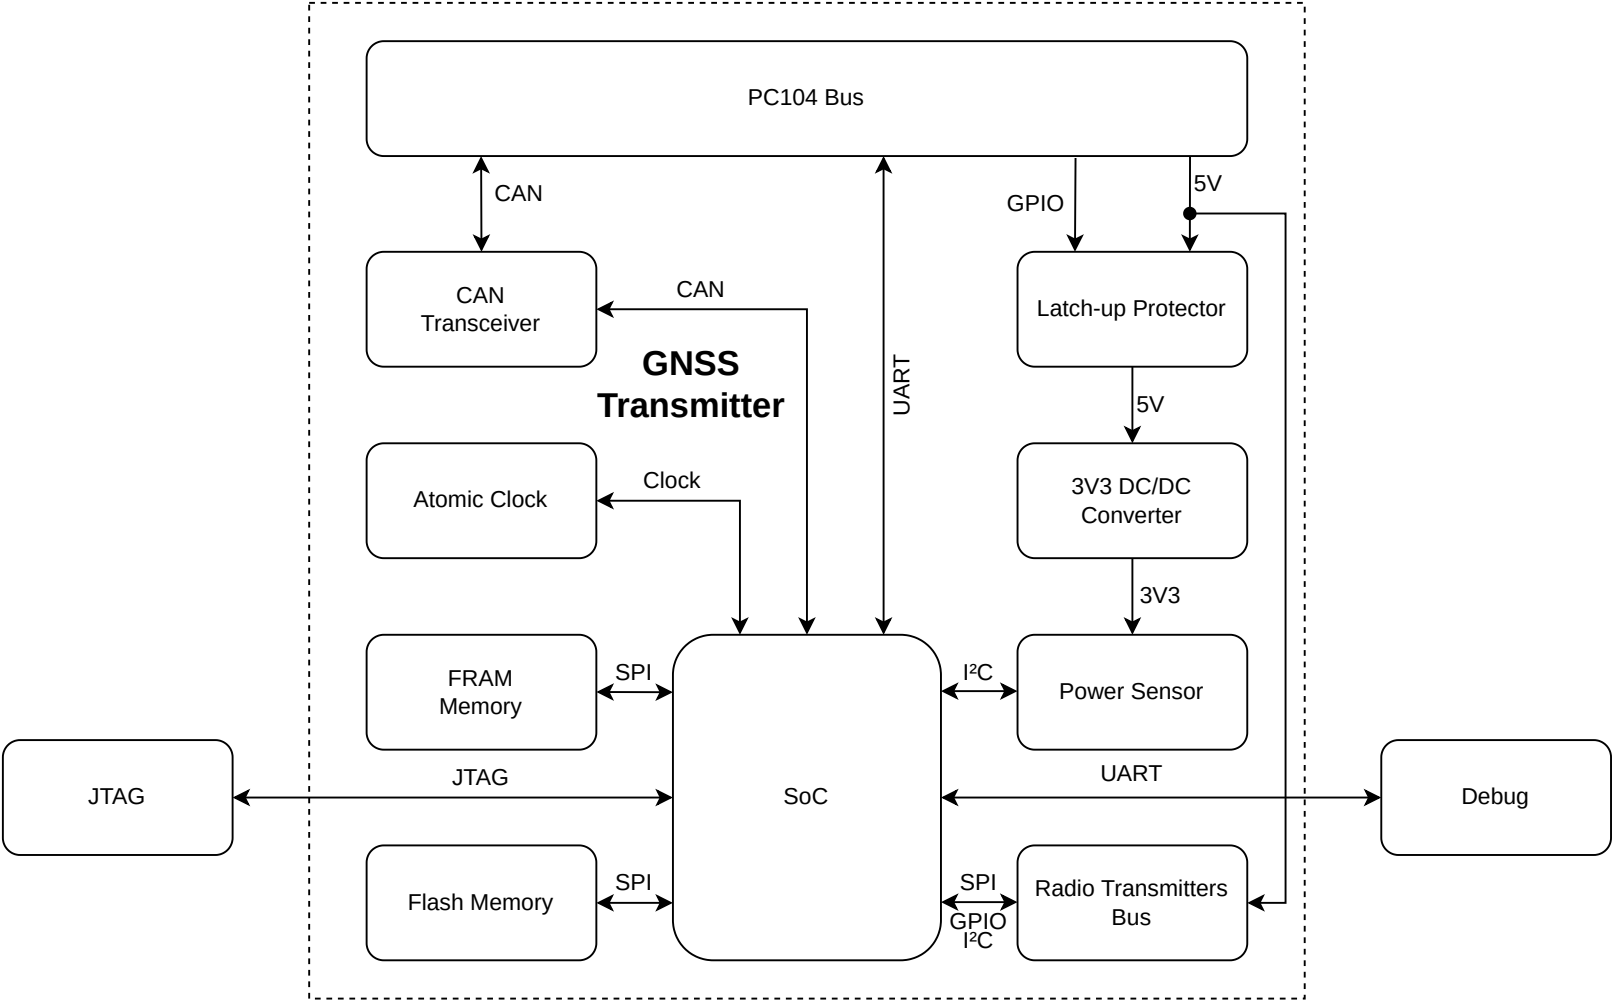 PC104 Bus
CAN
GPIO
5V
CAN
Transceiver
CAN
Latch-up Protector
GNSS
Transmitter
UART
5V
Atomic Clock
Clock
3V3 DC/DC
Converter
3V3
FRAM
Memory
SPI
I²C
Power Sensor
JTAG
JTAG
SoC
UART
Debug
Flash Memory
SPI
SPI
GPIO
I²C
Radio Transmitters
Bus